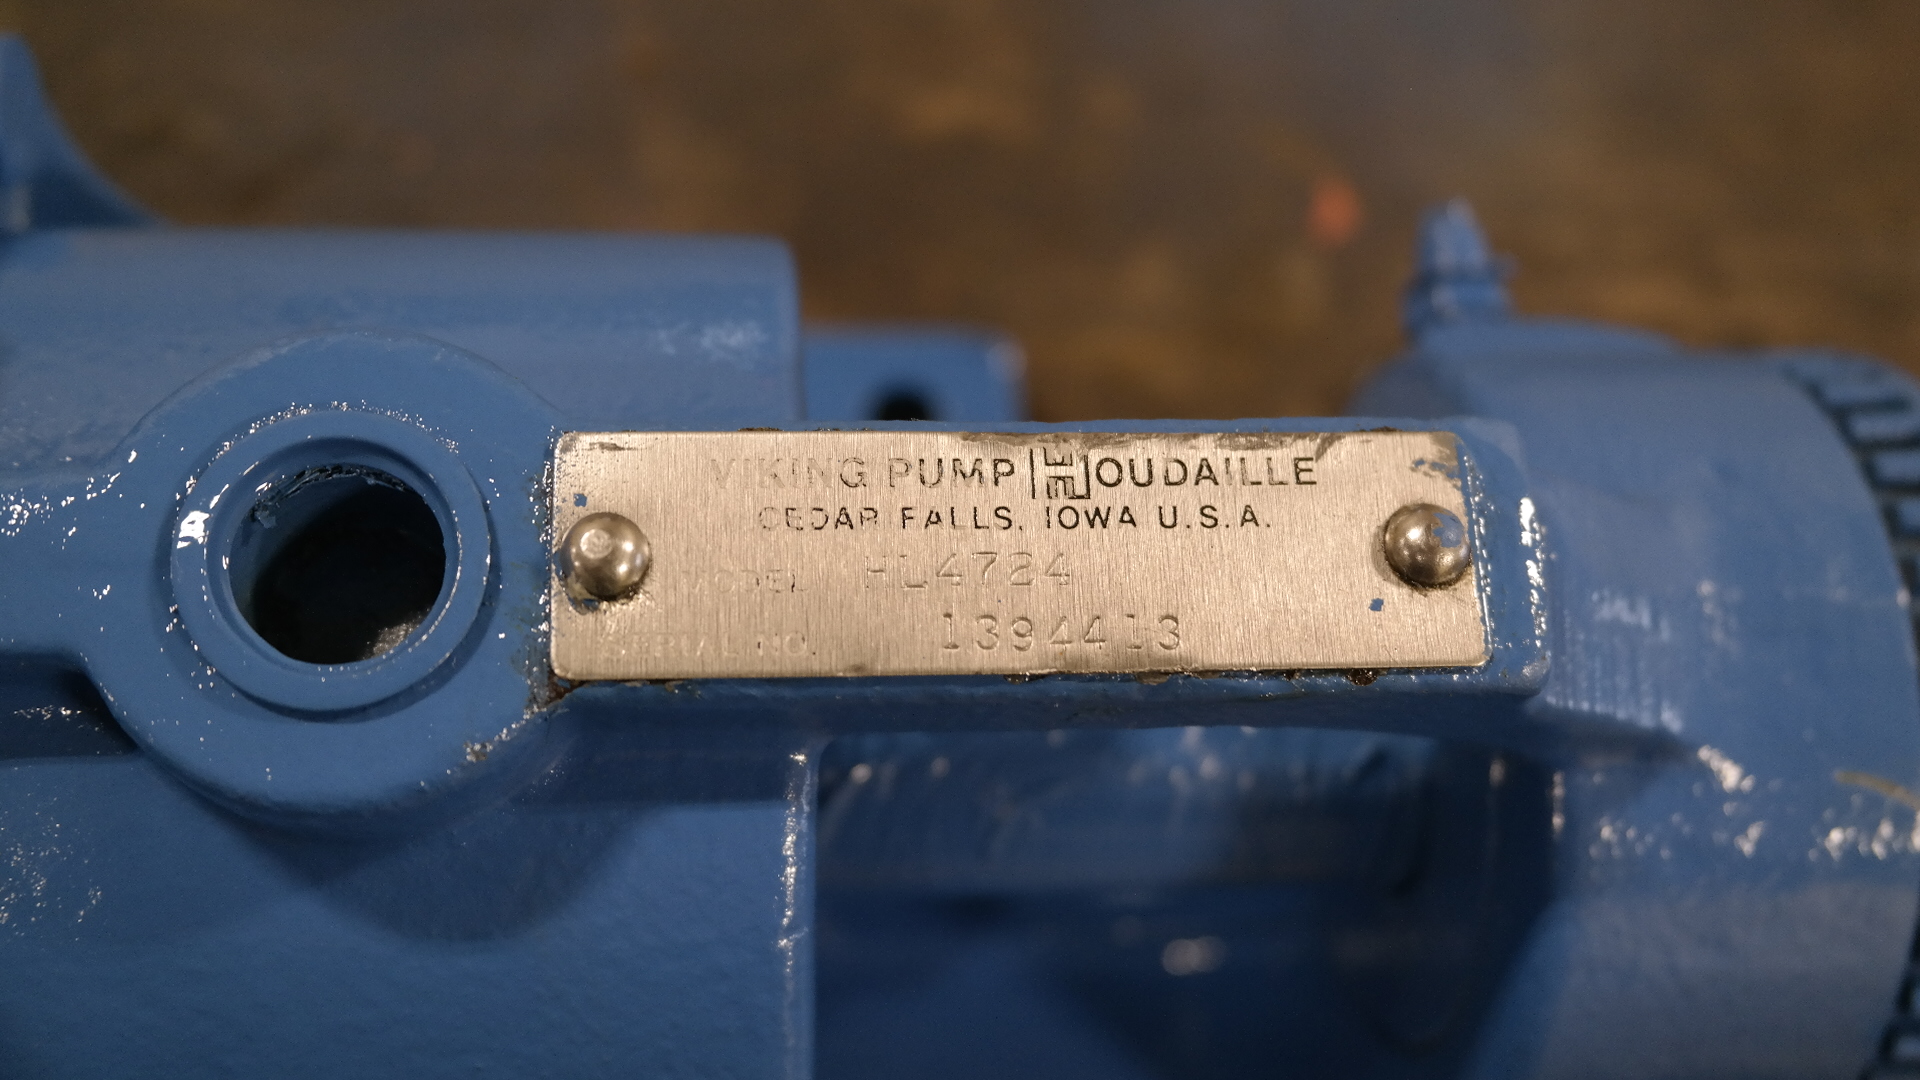 VIKING PUMP HOUDAILLE
CEDAR FALLS, IOWA U.S.A.
MODEL HL4724
SERIAL NO. 1394413